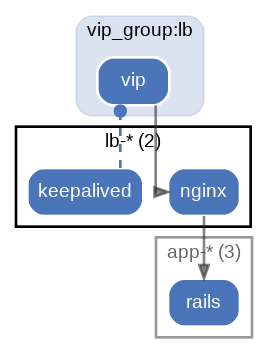 vip_group:lb
vip
lb-* (2)
keepalived
nginx
app-* (3)
rails